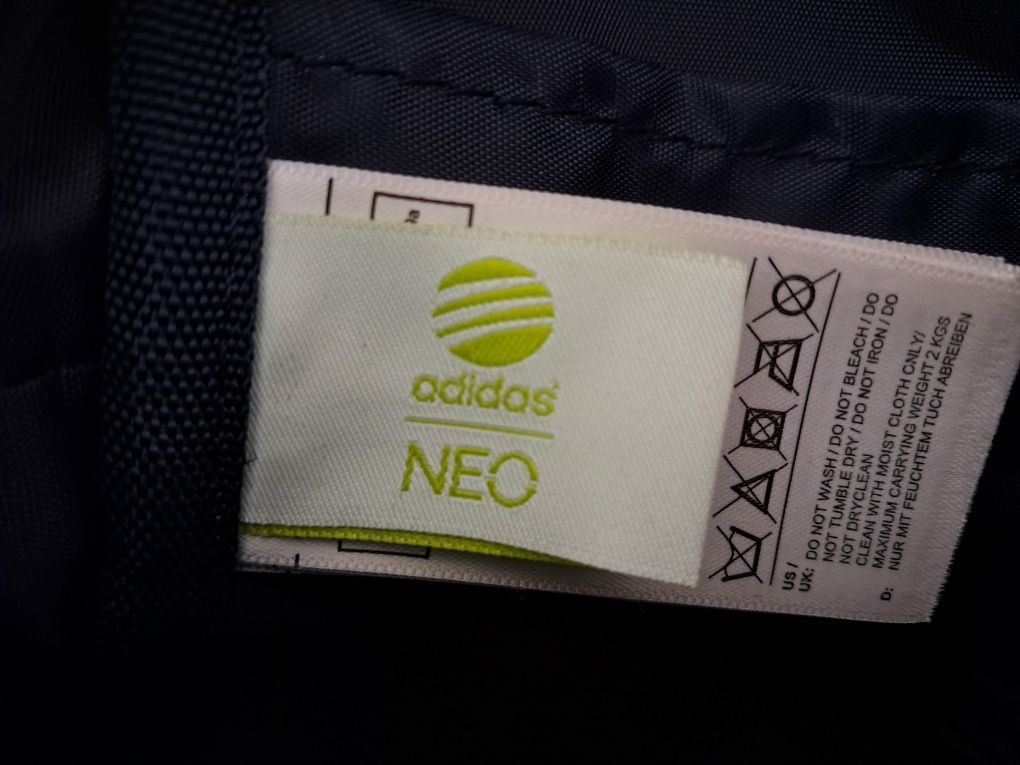 adidas
NEO
US /
UK: DO NOT WASH / DO NOT BLEACH / DO
NOT TUMBLE DRY / DO NOT IRON / DO
NOT DRYCLEAN
CLEAN WITH MOIST CLOTH ONLY/
MAXIMUM CARRYING WEIGHT 2 KGS
D: NUR MIT FEUCHTEM TUCH ABREIBEN